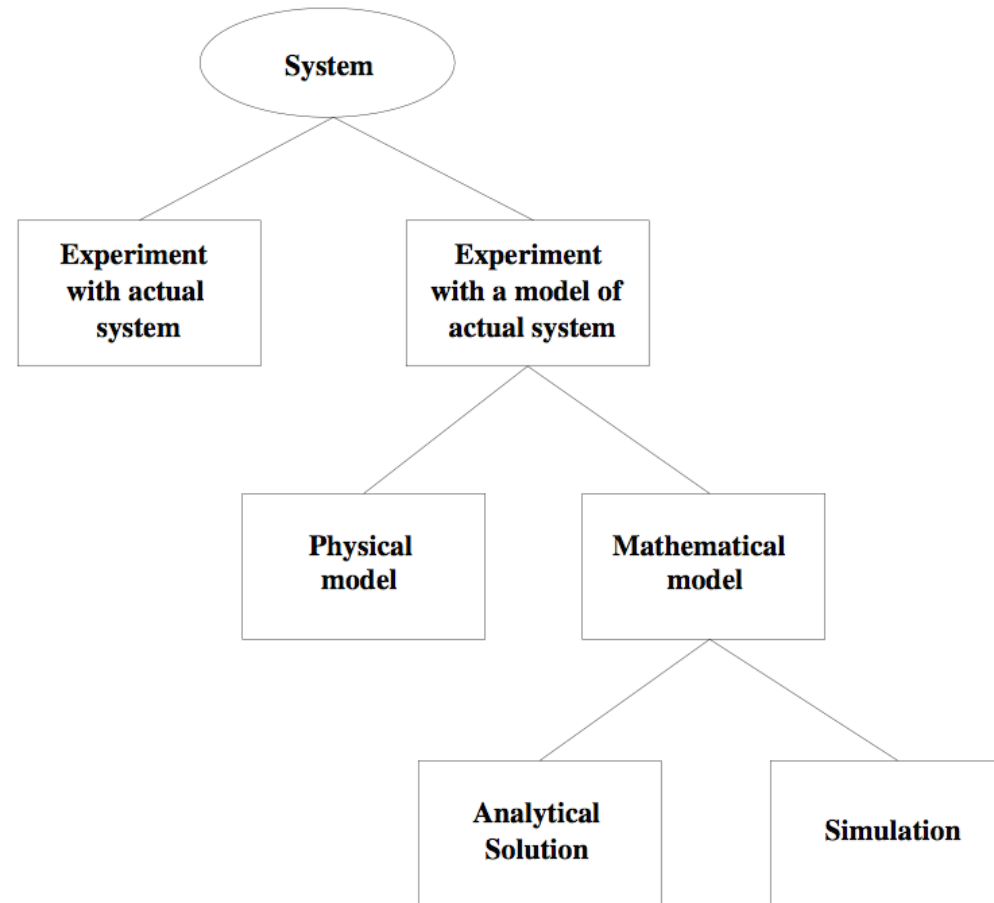 System
Experiment
with actual
system
Experiment
with a model of
actual system
Physical
model
Mathematical
model
Analytical
Solution
Simulation